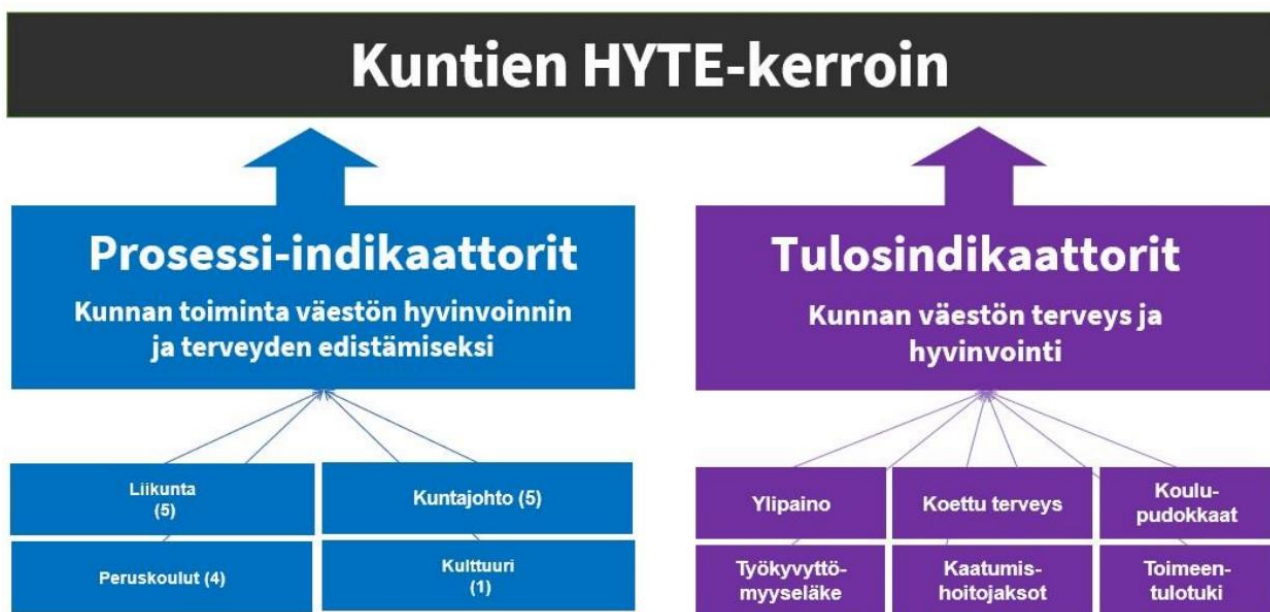 Kuntien HYTE-kerroin
Prosessi-indikaattorit
Kunnan toiminta väestön hyvinvoinnin
ja terveyden edistämiseksi
Liikunta
(5)
Kuntajohto (5)
Peruskoulut (4)
Kulttuuri
(1)
Tulosindikaattorit
Kunnan väestön terveys ja
hyvinvointi
Ylipaino
Koettu terveys
Koulu-
pudokkaat
Työkyvyttö-
myyseläke
Kaatumis-
hoitojaksot
Toimeen-
tulotuki